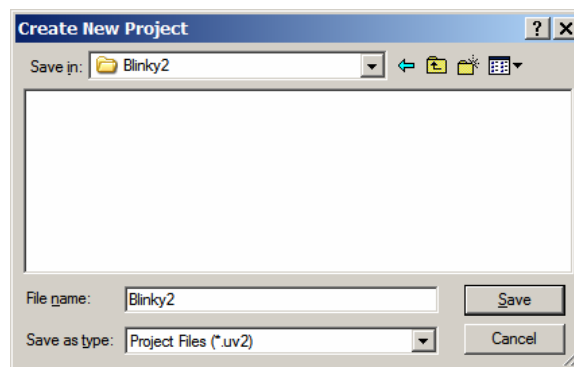 Create New Project
Save in: Blinky2
File name: Blinky2 Save
Save as type: Project Files (*.uv2) Cancel